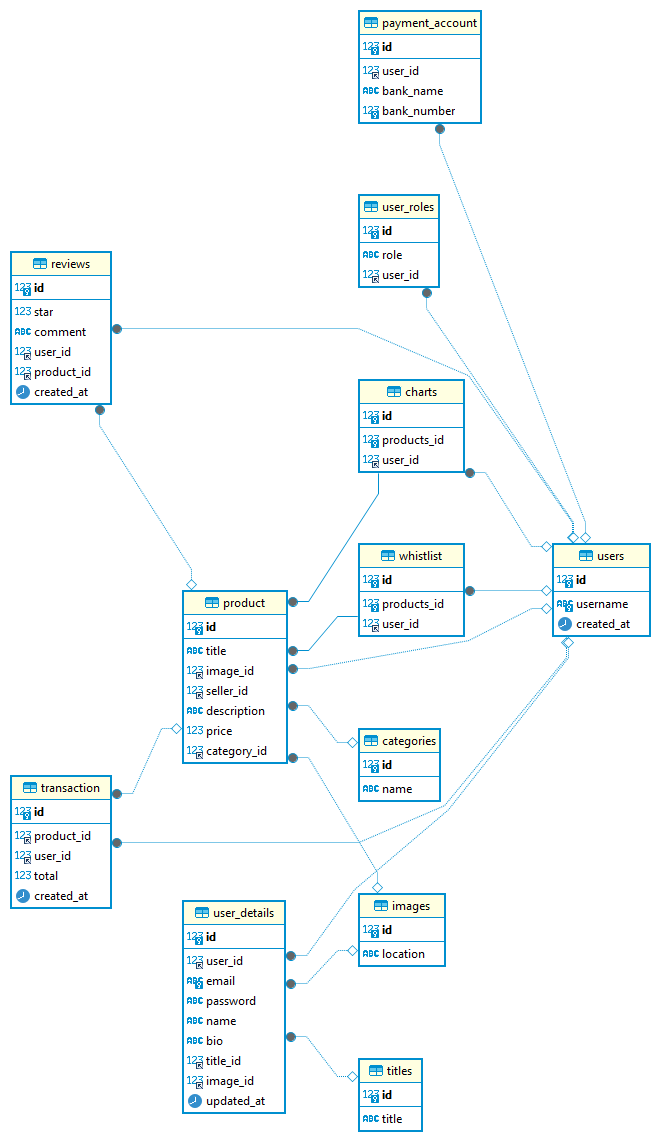 payment_account
123 id
123 user_id
ABC bank_name
123 bank_number
user_roles
123 id
ABC role
123 user_id
reviews
123 id
123 star
ABC comment
123 user_id
123 product_id
created_at
charts
123 id
123 products_id
123 user_id
whistlist
123 id
123 products_id
123 user_id
users
123 id
ABC username
created_at
product
123 id
ABC title
123 image_id
123 seller_id
ABC description
123 price
123 category_id
categories
123 id
ABC name
transaction
123 id
123 product_id
123 user_id
123 total
created_at
user_details
123 id
123 user_id
ABC email
ABC password
ABC name
ABC bio
123 title_id
123 image_id
updated_at
images
123 id
ABC location
titles
123 id
ABC title